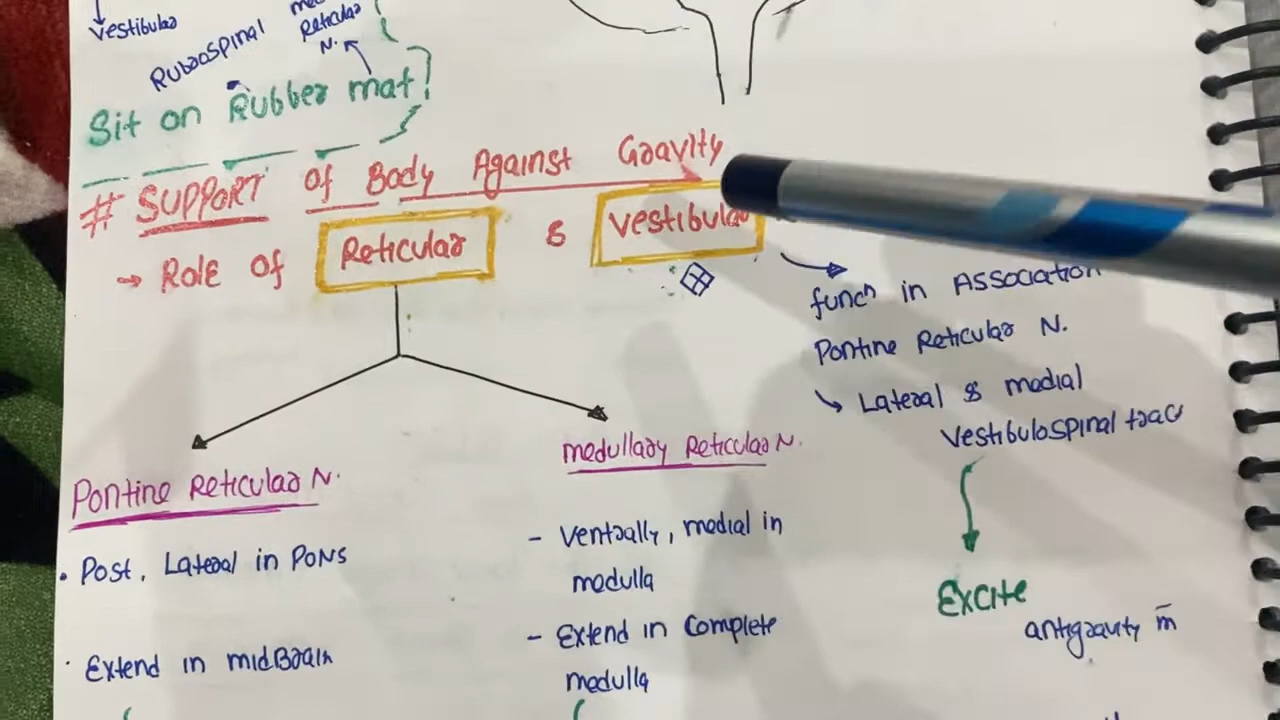 Vestibular
Rubrospinal
Reticular
N.
Sit on Rubber mat!
# SUPPORT of Body Against Gravity
→ Role of Reticular & Vestibular
funcⁿ in Association
Pontine Reticular N.
↳ Lateral & medial
Vestibulospinal tract
Excite
antigravity m̄
Pontine Reticular N.
• Post, Lateral in PONS
• Extend in midBrain
medullary Reticular N.
- Ventrally, medial in
medulla
- Extend in Complete
medulla